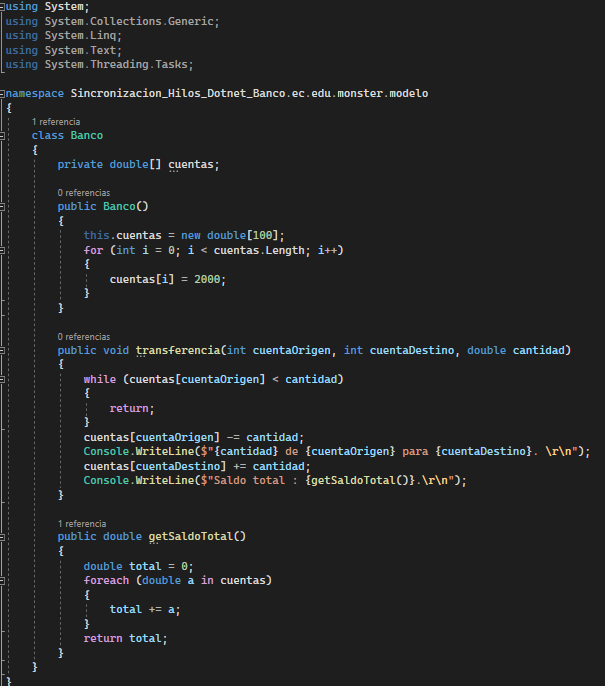 using System;
using System.Collections.Generic;
using System.Linq;
using System.Text;
using System.Threading.Tasks;
namespace Sincronizacion_Hilos_Dotnet_Banco.ec.edu.monster.modelo
{
1 referencia
class Banco
{
private double[] cuentas;
0 referencias
public Banco()
{
this.cuentas = new double[100];
for (int i = 0; i < cuentas.Length; i++)
{
cuentas[i] = 2000;
}
}
0 referencias
public void transferencia(int cuentaOrigen, int cuentaDestino, double cantidad)
{
while (cuentas[cuentaOrigen] < cantidad)
{
return;
}
cuentas[cuentaOrigen] -= cantidad;
Console.WriteLine($"{cantidad} de {cuentaOrigen} para {cuentaDestino}. \r\n");
cuentas[cuentaDestino] += cantidad;
Console.WriteLine($"Saldo total : {getSaldoTotal()}.\r\n");
}
1 referencia
public double getSaldoTotal()
{
double total = 0;
foreach (double a in cuentas)
{
total += a;
}
return total;
}
}
}